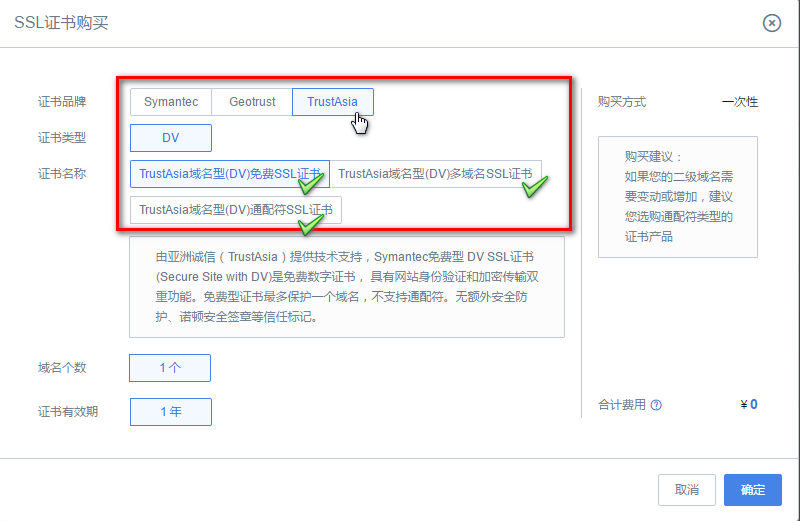 SSL证书购买
证书品牌 Symantec Geotrust TrustAsia
证书类型 DV
证书名称 TrustAsia域名型(DV)免费SSL证书 TrustAsia域名型(DV)多域名SSL证书
TrustAsia域名型(DV)通配符SSL证书
由亚洲诚信（TrustAsia）提供技术支持，Symantec免费型 DV SSL证书
(Secure Site with DV)是免费数字证书， 具有网站身份验证和加密传输双
重功能。免费型证书最多保护一个域名，不支持通配符。无额外安全防
护、诺顿安全签章等信任标记。
域名个数 1 个
证书有效期 1 年
购买方式 一次性
购买建议：
如果您的二级域名需
要变动或增加，建议
您选购通配符类型的
证书产品
合计费用 ? ¥ 0
取消 确定